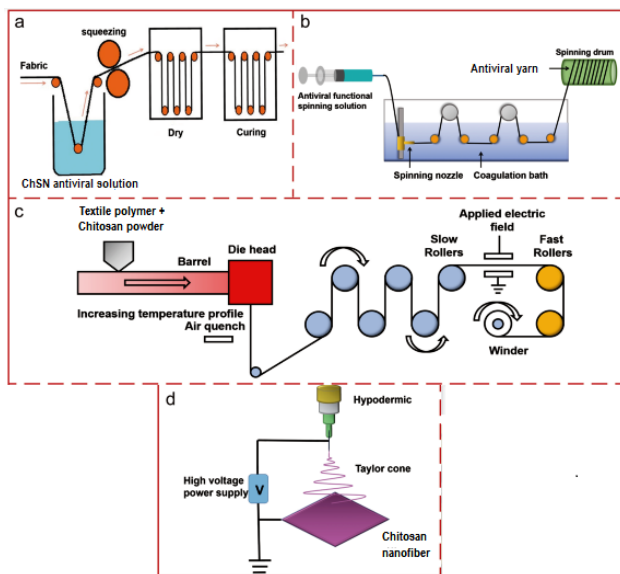 a
squeezing
Fabric
Dry
Curing
ChSN antiviral solution
b
Spinning drum
Antiviral yarn
Antiviral functional
spinning solution
Spinning nozzle
Coagulation bath
c
Textile polymer +
Chitosan powder
Barrel
Die head
Increasing temperature profile
Air quench
Applied electric
field
Slow
Rollers
Fast
Rollers
Winder
d
Hypodermic
Taylor cone
High voltage
power supply
V
Chitosan
nanofiber